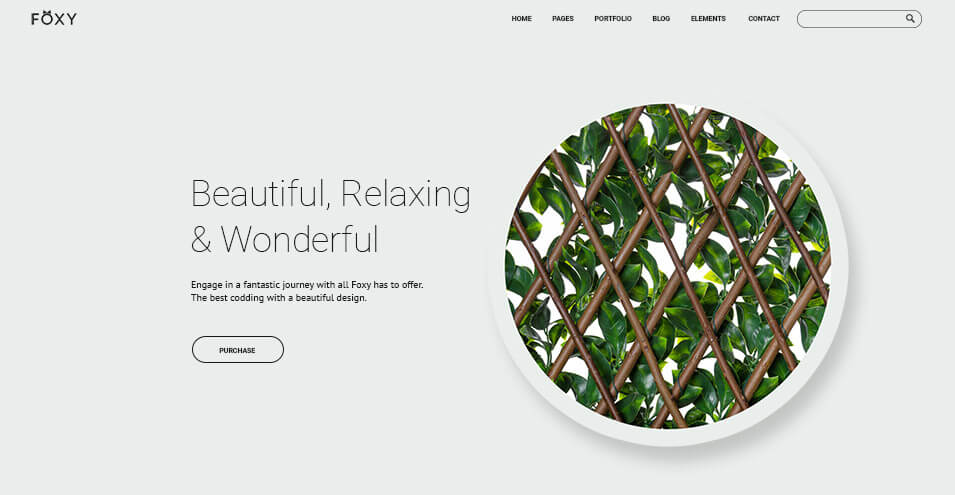 FOXY
HOME PAGES PORTFOLIO BLOG ELEMENTS CONTACT
Beautiful, Relaxing
& Wonderful
Engage in a fantastic journey with all Foxy has to offer.
The best codding with a beautiful design.
PURCHASE